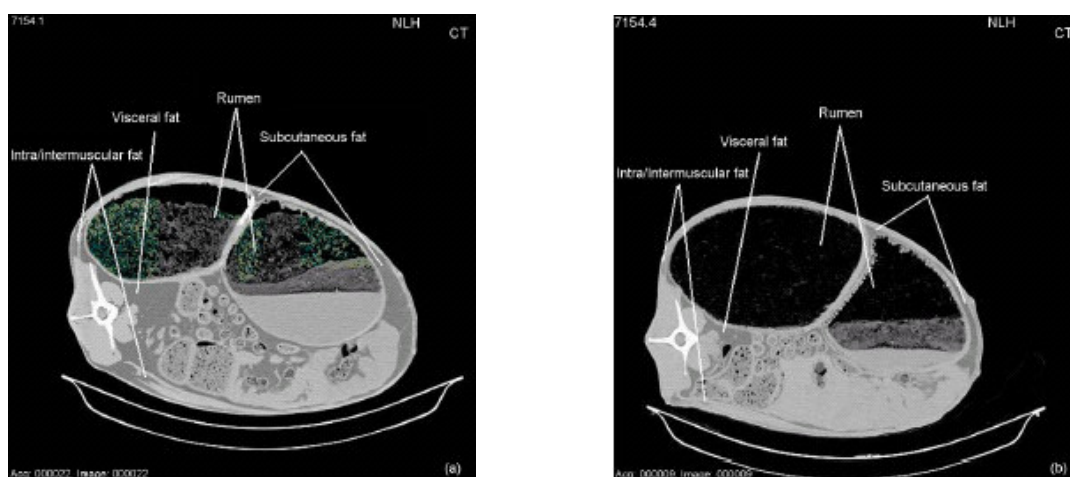 7154.1
NLH
CT
Rumen
Visceral fat
Subcutaneous fat
Intra/intermuscular fat
Acq: 000022 Image: 000022
(a)
7154.4
NLH
CT
Rumen
Visceral fat
Intra/Intermuscular fat
Subcutaneous fat
Acq: 000009 Image: 000009
(b)